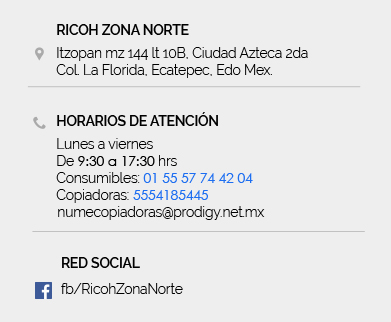 RICOH ZONA NORTE
Itzopan mz 144 lt 10B, Ciudad Azteca 2da
Col. La Florida, Ecatepec, Edo Mex.
HORARIOS DE ATENCIÓN
Lunes a viernes
De 9:30 a 17:30 hrs
Consumibles: 01 55 57 74 42 04
Copiadoras: 5554185445
numecopiadoras@prodigy.net.mx
RED SOCIAL
fb/RicohZonaNorte